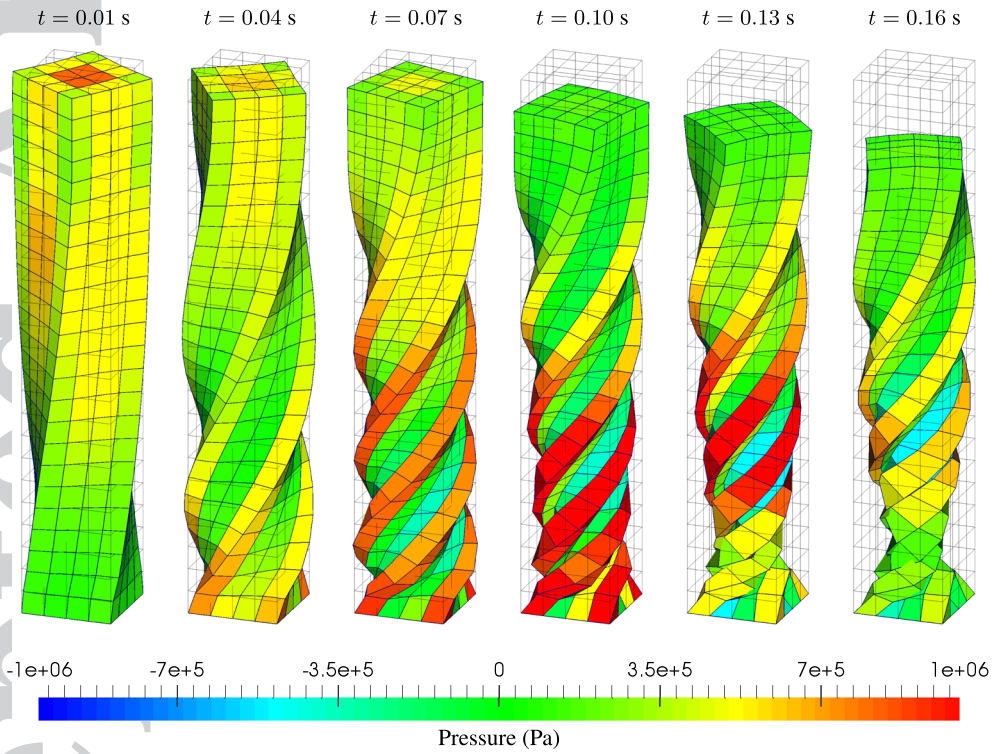 t = 0.01 s t = 0.04 s t = 0.07 s t = 0.10 s t = 0.13 s t = 0.16 s
-1e+06 -7e+5 -3.5e+5 0 3.5e+5 7e+5 1e+06
Pressure (Pa)